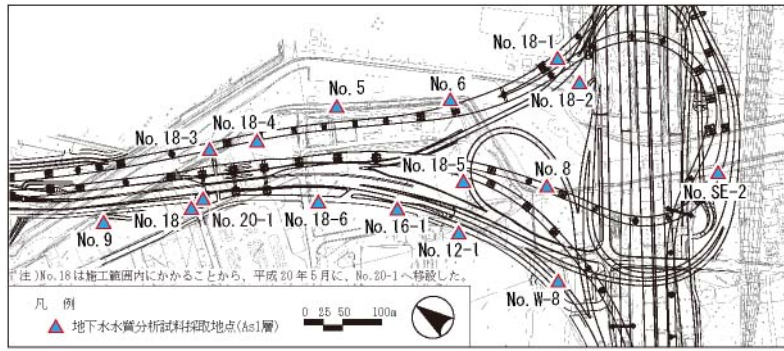 No. 18-1
No. 6
No. 5
No. 18-2
No. 18-4
No. 18-3
No. 18-5
No. 8
No. SE-2
No. 18
No. 20-1
No. 18-6
No. 16-1
No. 9
No. 12-1
注)No.18は施工範囲内にかかることから、平成20年5月に、No.20-1へ移設した。
No. W-8
凡 例
地下水水質分析試料採取地点(As1層)
0 25 50 100m